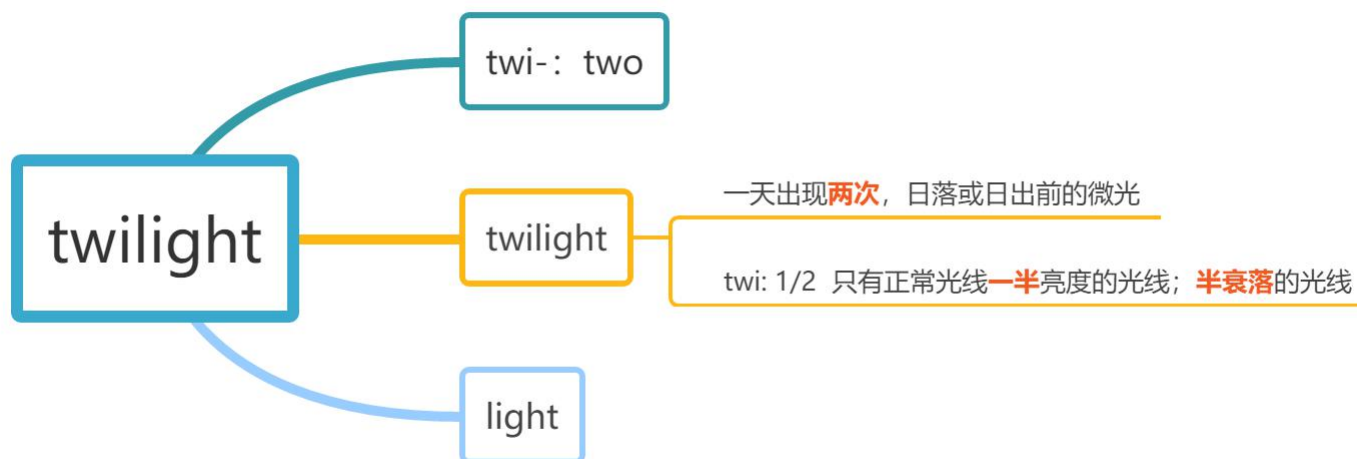 twi-：two
twilight
twilight
一天出现两次，日落或日出前的微光
twi: 1/2 只有正常光线一半亮度的光线；半衰落的光线
light